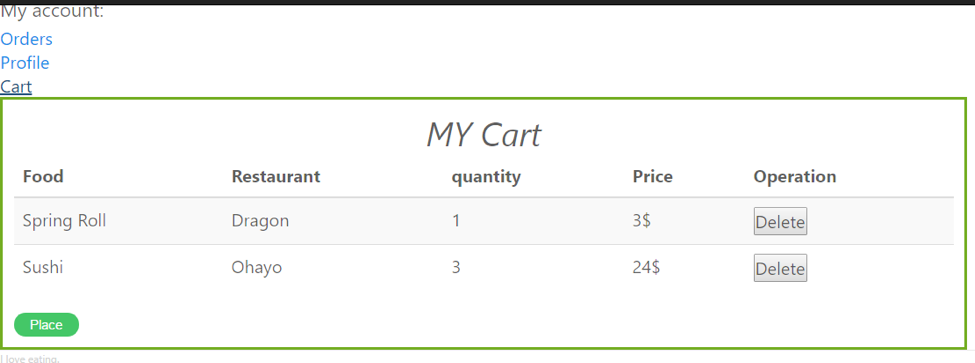 My account:
Orders
Profile
Cart
MY Cart
Food Restaurant quantity Price Operation
Spring Roll Dragon 1 3$ Delete
Sushi Ohayo 3 24$ Delete
Place
I love eating.